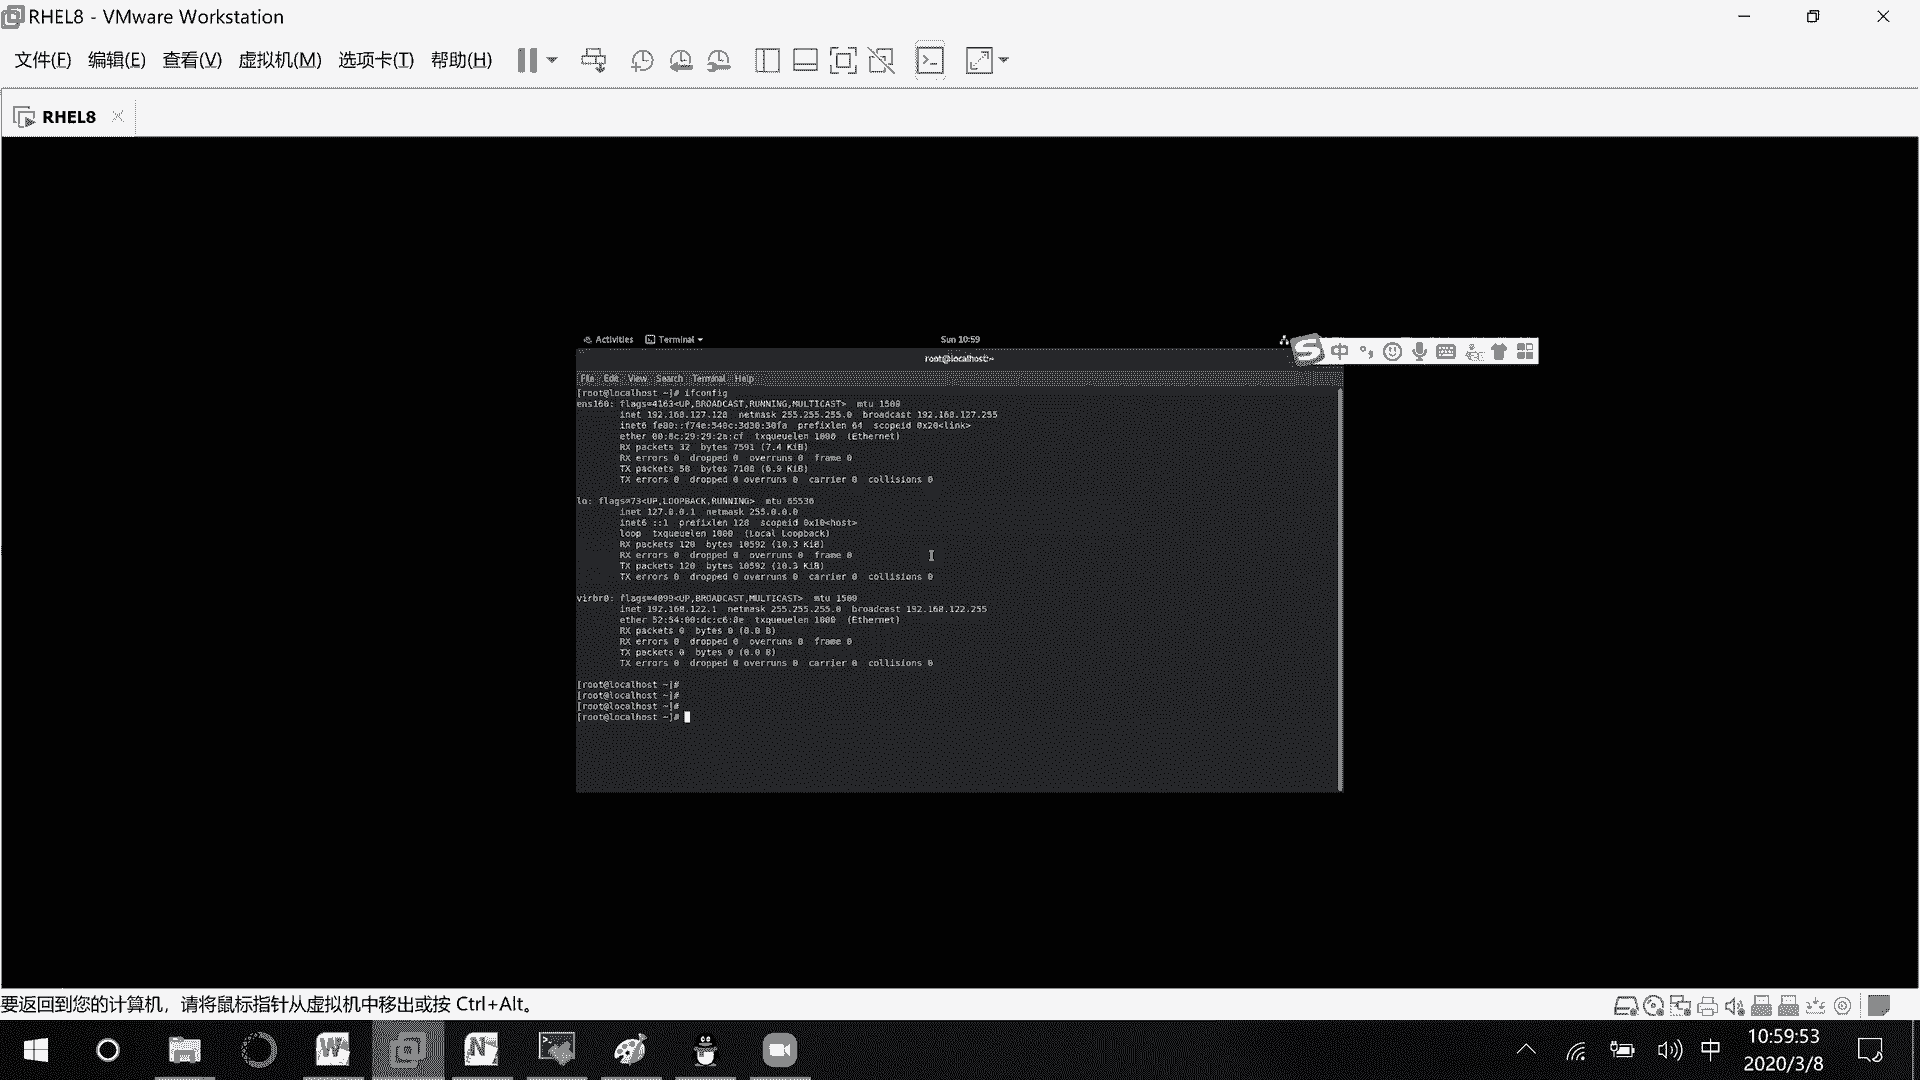 RHEL8 - VMware Workstation
文件(F) 编辑(E) 查看(V) 虚拟机(M) 选项卡(T) 帮助(H)
RHEL8
Activities Terminal Sun 10:59
root@localhost:~
中
File Edit View Search Terminal Help
[root@localhost ~]# ifconfig
ens160: flags=4163<UP,BROADCAST,RUNNING,MULTICAST> mtu 1500
inet 192.168.127.128 netmask 255.255.255.0 broadcast 192.168.127.255
inet6 prefixlen 64 scopeid 0x20<link>
ether txqueuelen 1000 (Ethernet)
RX packets 32 bytes 7591 (7.4 KiB)
RX errors 0 dropped 0 overruns 0 frame 0
TX packets 58 bytes (6.9 KiB)
TX errors 0 dropped 0 overruns 0 carrier 0 collisions 0
lo: flags=73<UP,LOOPBACK,RUNNING> mtu 65536
inet 127.0.0.1 netmask 255.0.0.0
inet6 ::1 prefixlen 128 scopeid 0x10<host>
loop txqueuelen 1000 (Local Loopback)
RX packets 120 bytes 10592 (10.3 KiB)
RX errors 0 dropped 0 overruns 0 frame 0
TX packets 120 bytes 10592 (10.3 KiB)
TX errors 0 dropped 0 overruns 0 carrier 0 collisions 0
virbr0: flags=4099<UP,BROADCAST,MULTICAST> mtu 1500
inet 192.168.122.1 netmask 255.255.255.0 broadcast 192.168.122.255
ether 52:54:00:dc:c6:8e txqueuelen 1000 (Ethernet)
RX packets 0 bytes 0 (0.0 B)
RX errors 0 dropped 0 overruns 0 frame 0
TX packets 0 bytes 0 (0.0 B)
TX errors 0 dropped 0 overruns 0 carrier 0 collisions 0
[root@localhost ~]#
[root@localhost ~]#
[root@localhost ~]#
[root@localhost ~]#
要返回到您的计算机，请将鼠标指针从虚拟机中移出或按 Ctrl+Alt。
中
10:59:53
2020/3/8